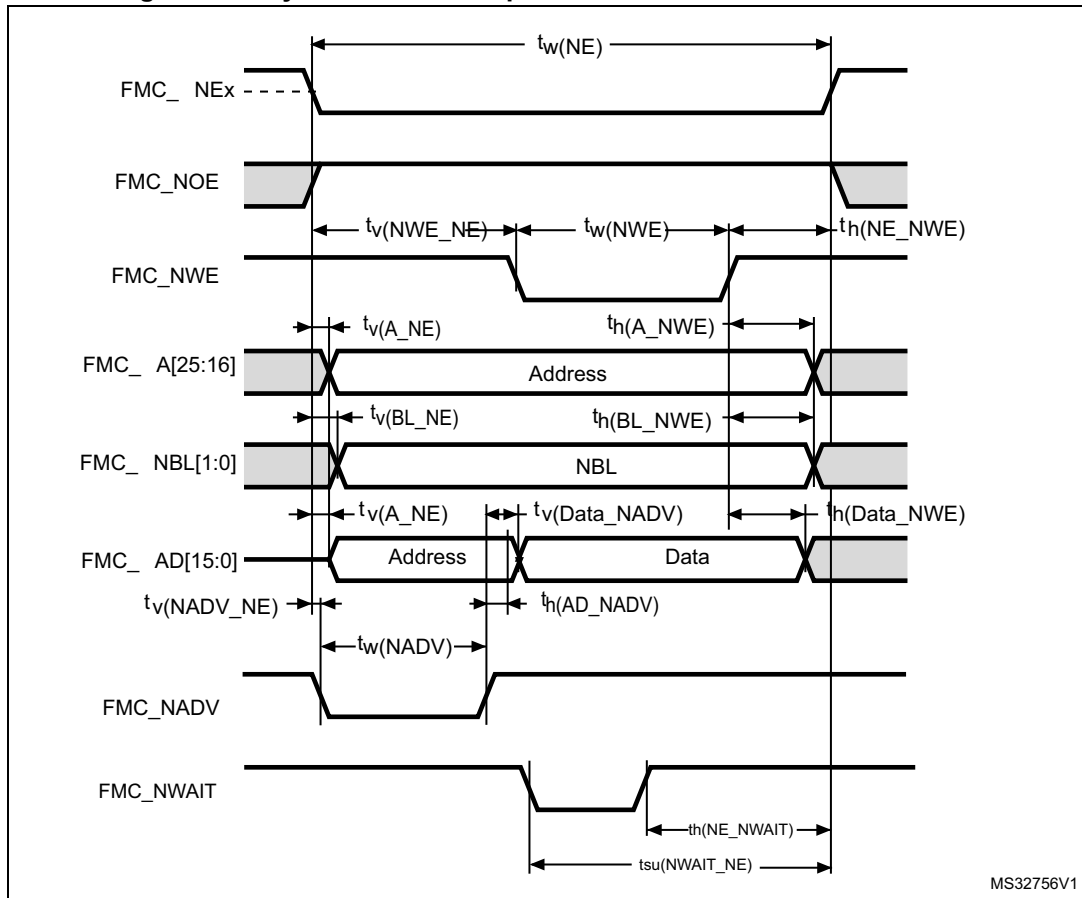 tw(NE)
FMC_ NEx
FMC_NOE
tv(NWE_NE) tw(NWE) th(NE_NWE)
FMC_NWE
tv(A_NE) th(A_NWE)
FMC_ A[25:16] Address
tv(BL_NE) th(BL_NWE)
FMC_ NBL[1:0] NBL
tv(A_NE) tv(Data_NADV) th(Data_NWE)
FMC_ AD[15:0] Address Data
tv(NADV_NE) th(AD_NADV)
tw(NADV)
FMC_NADV
FMC_NWAIT
th(NE_NWAIT)
tsu(NWAIT_NE)
MS32756V1